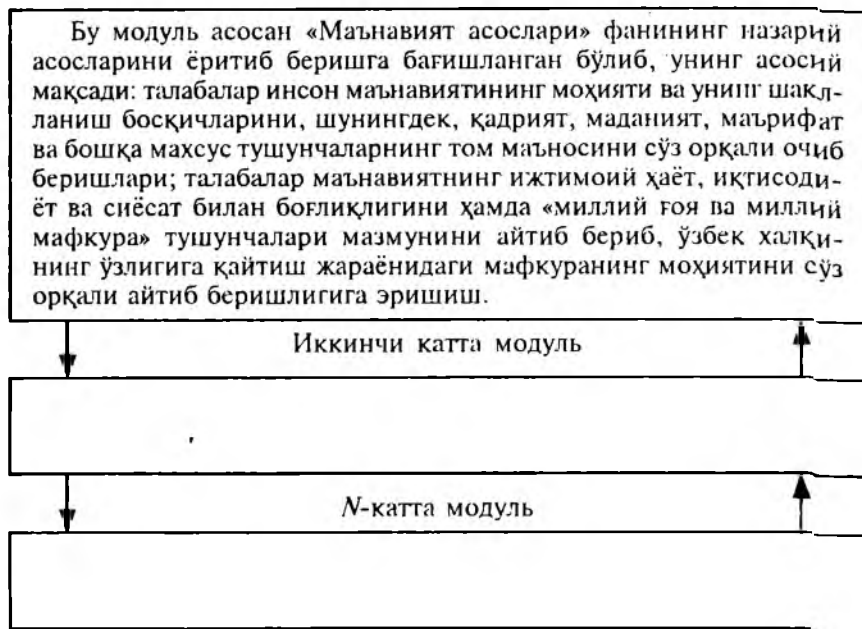 Бу модуль асосан «Маънавият асослари» фанининг назарий
асосларини ёритиб беришга бағишланган бўлиб, унинг асосий
мақсади: талабалар инсон маънавиятининг моҳияти ва унинг шакл-
ланиш босқичларини, шунингдек, қадрият, маданият, маърифат
ва бошқа махсус тушунчаларнинг том маъносини сўз орқали очиб
беришлари; талабалар маънавиятнинг ижтимоий ҳаёт, иқтисоди-
ёт ва сиёсат билан боғлиқлигини ҳамда «миллий ғоя ва миллий
мафкура» тушунчалари мазмунини айтиб бериб, ўзбек халқи-
нинг ўзлигига қайтиш жараёнидаги мафкуранинг моҳиятини сўз
орқали айтиб беришлигига эришиш.
Иккинчи катта модуль
N-катта модуль